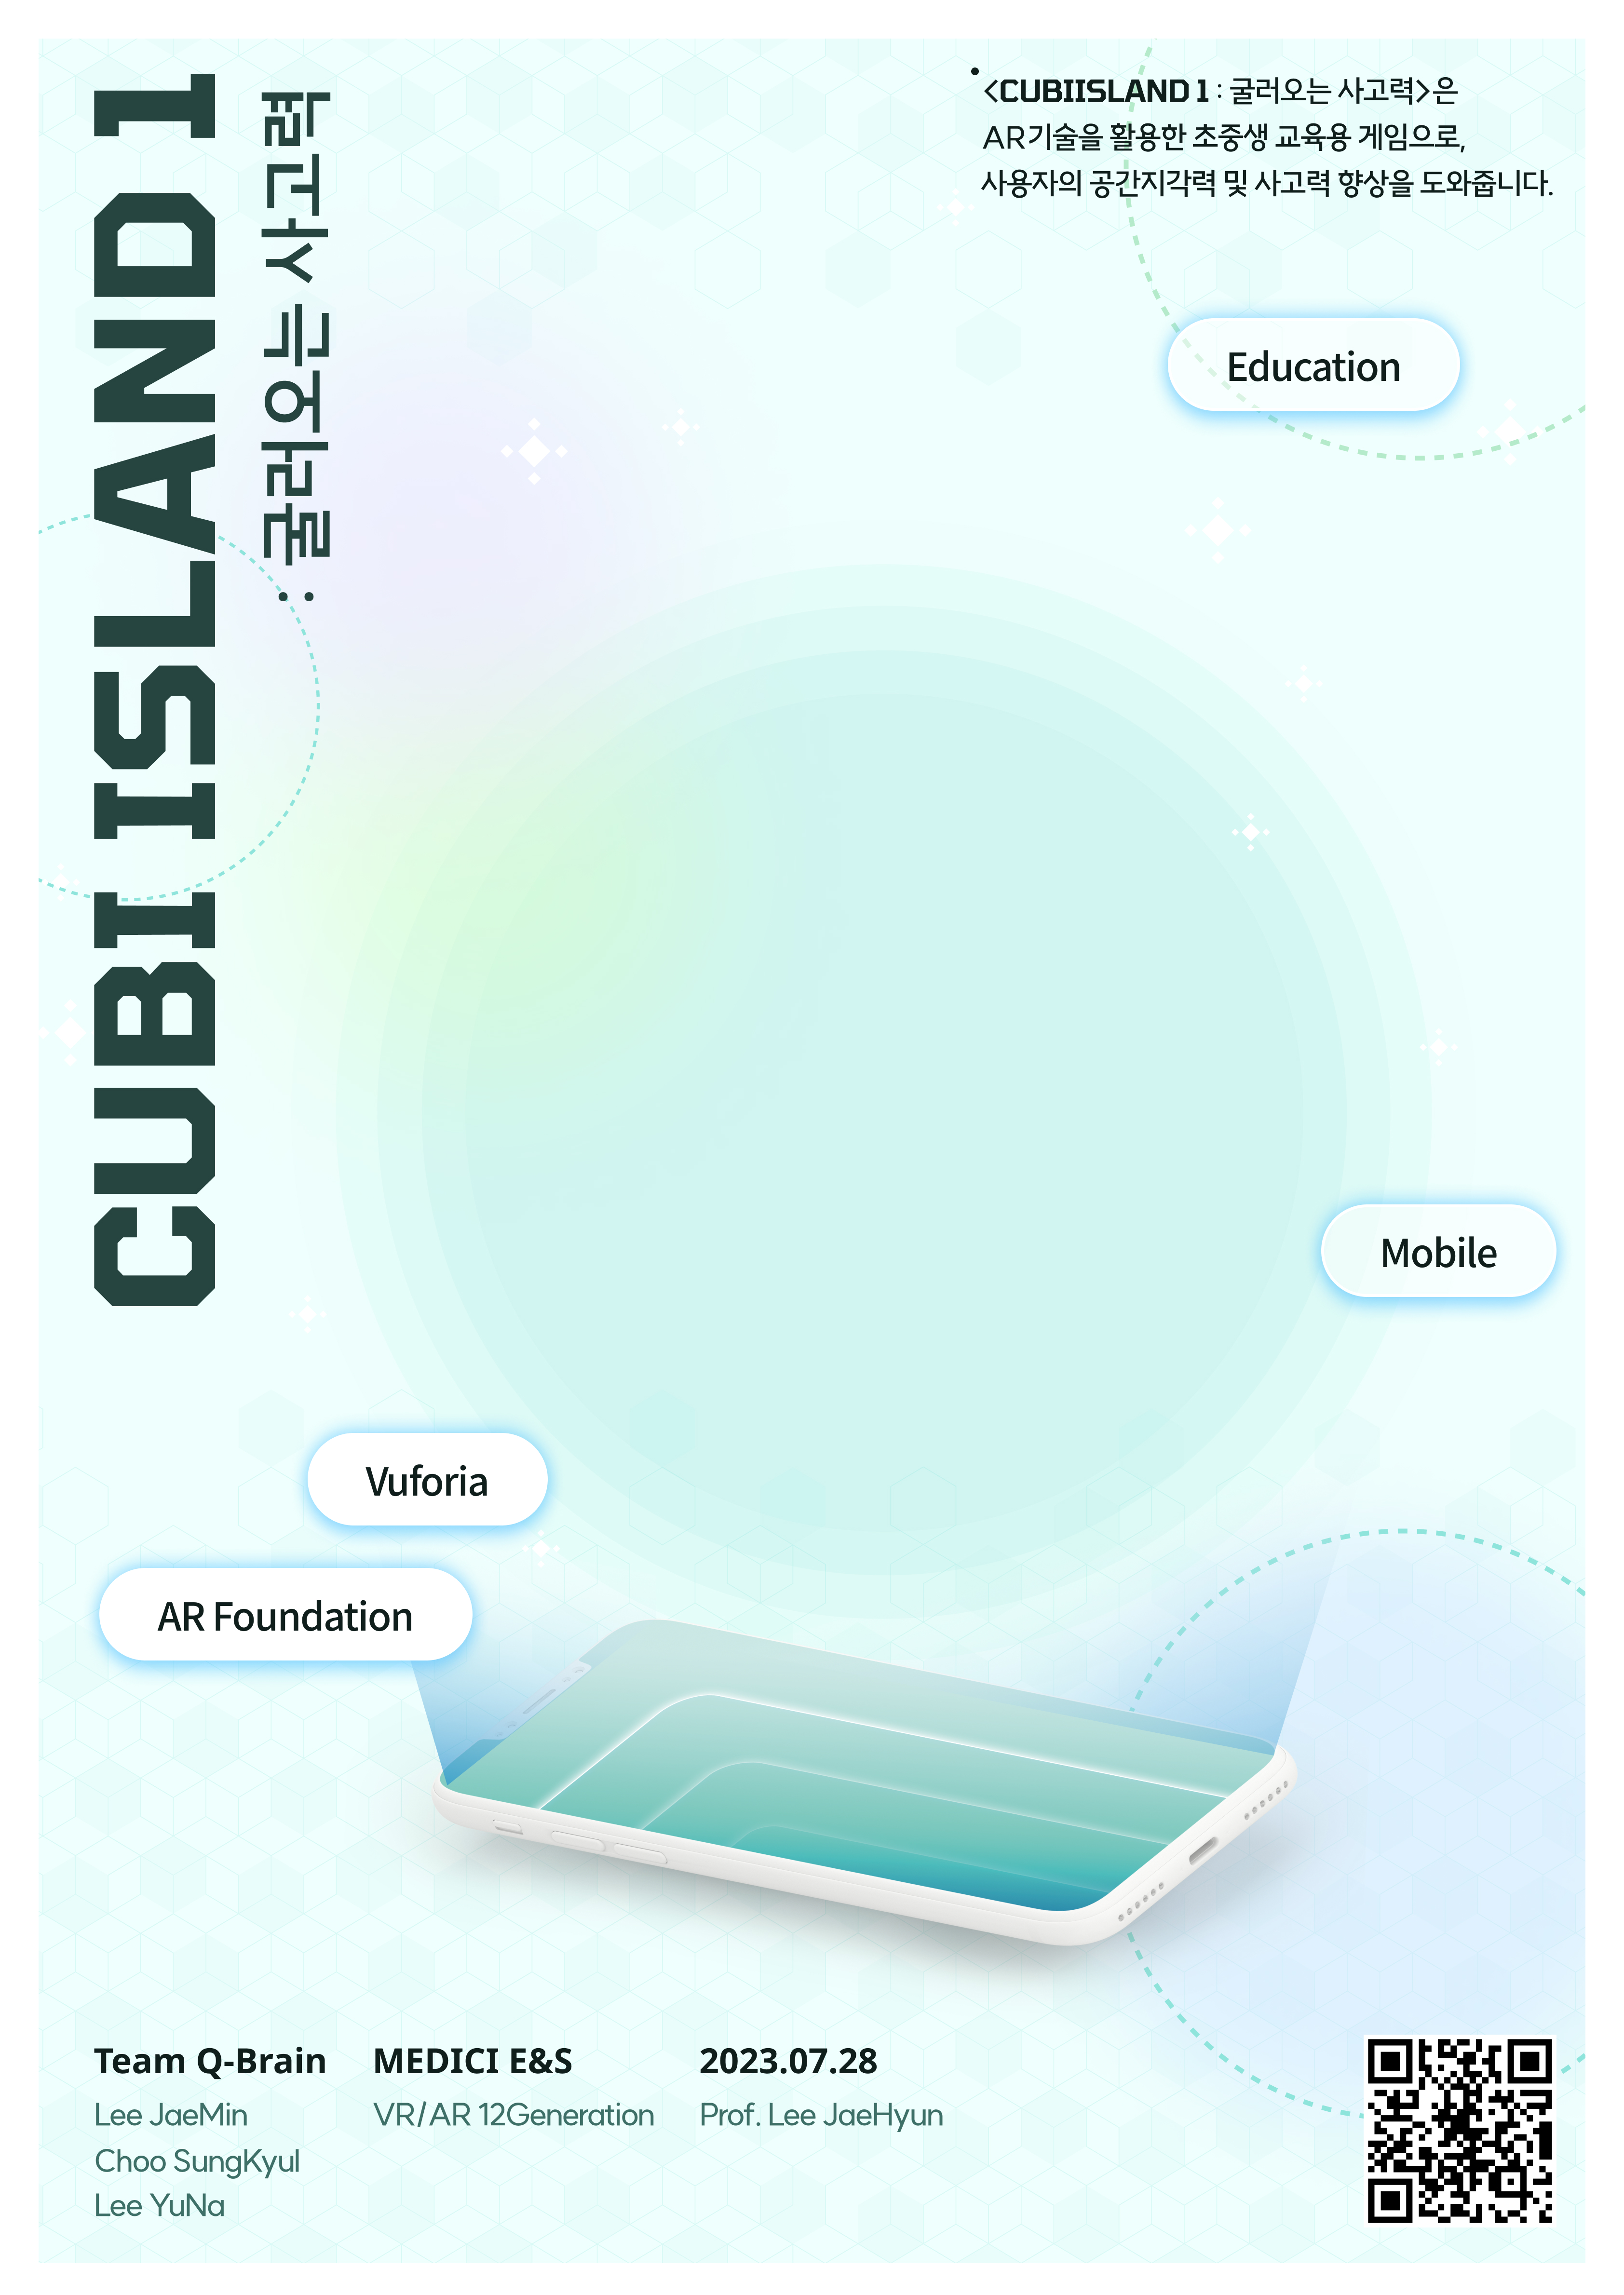 CUBI ISLAND 1
: 굴러오는 사고력
<CUBIISLAND 1 : 굴러오는 사고력>은
AR기술을 활용한 초중생 교육용 게임으로,
사용자의 공간지각력 및 사고력 향상을 도와줍니다.
Education
Mobile
Vuforia
AR Foundation
Team Q-Brain
Lee JaeMin
Choo SungKyul
Lee YuNa
MEDICI E&S
VR/AR 12Generation
2023.07.28
Prof. Lee JaeHyun